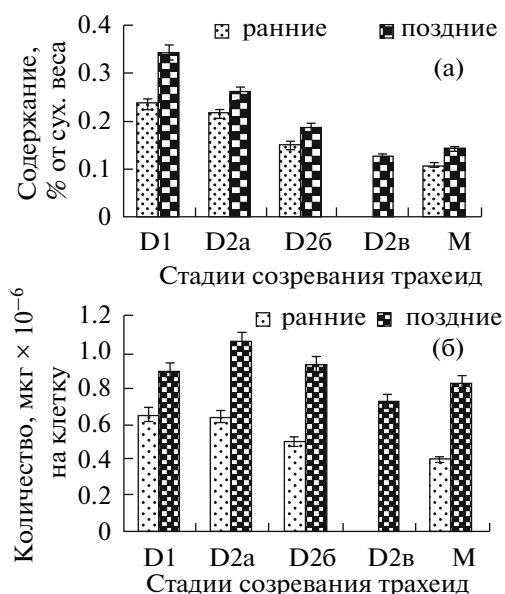 Содержание,
% от сух. веса
0.4
0.3
0.2
0.1
0
ранние поздние
(а)
D1 D2а D2б D2в М
Стадии созревания трахеид
Количество, мкг × 10⁻⁶
на клетку
1.2
1.0
0.8
0.6
0.4
0.2
0
ранние поздние
(б)
D1 D2а D2б D2в М
Стадии созревания трахеид